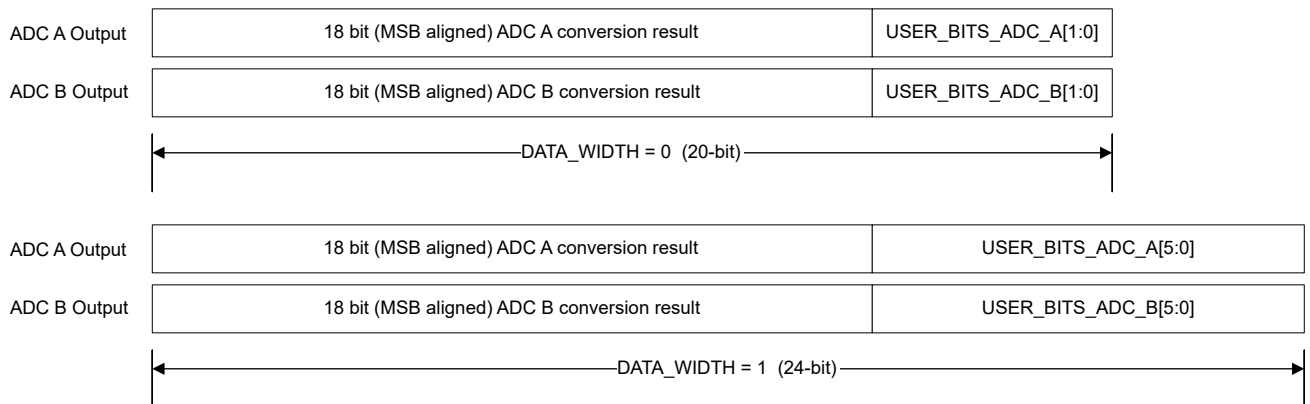 ADC A Output 18 bit (MSB aligned) ADC A conversion result USER_BITS_ADC_A[1:0]
ADC B Output 18 bit (MSB aligned) ADC B conversion result USER_BITS_ADC_B[1:0]
DATA_WIDTH = 0 (20-bit)
ADC A Output 18 bit (MSB aligned) ADC A conversion result USER_BITS_ADC_A[5:0]
ADC B Output 18 bit (MSB aligned) ADC B conversion result USER_BITS_ADC_B[5:0]
DATA_WIDTH = 1 (24-bit)